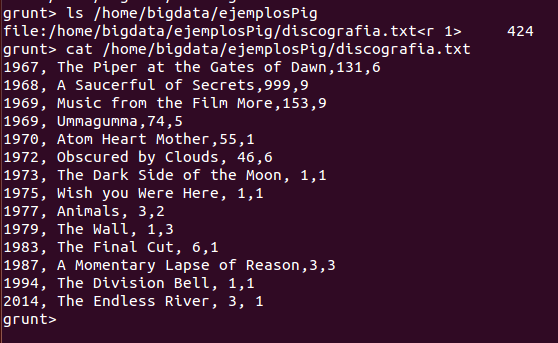 grunt> ls /home/bigdata/ejemplosPig
file:/home/bigdata/ejemplosPig/discografia.txt<r 1>     424
grunt> cat /home/bigdata/ejemplosPig/discografia.txt
1967, The Piper at the Gates of Dawn,131,6
1968, A Saucerful of Secrets,999,9
1969, Music from the Film More,153,9
1969, Ummagumma,74,5
1970, Atom Heart Mother,55,1
1972, Obscured by Clouds, 46,6
1973, The Dark Side of the Moon, 1,1
1975, Wish you Were Here, 1,1
1977, Animals, 3,2
1979, The Wall, 1,3
1983, The Final Cut, 6,1
1987, A Momentary Lapse of Reason,3,3
1994, The Division Bell, 1,1
2014, The Endless River, 3, 1
grunt>